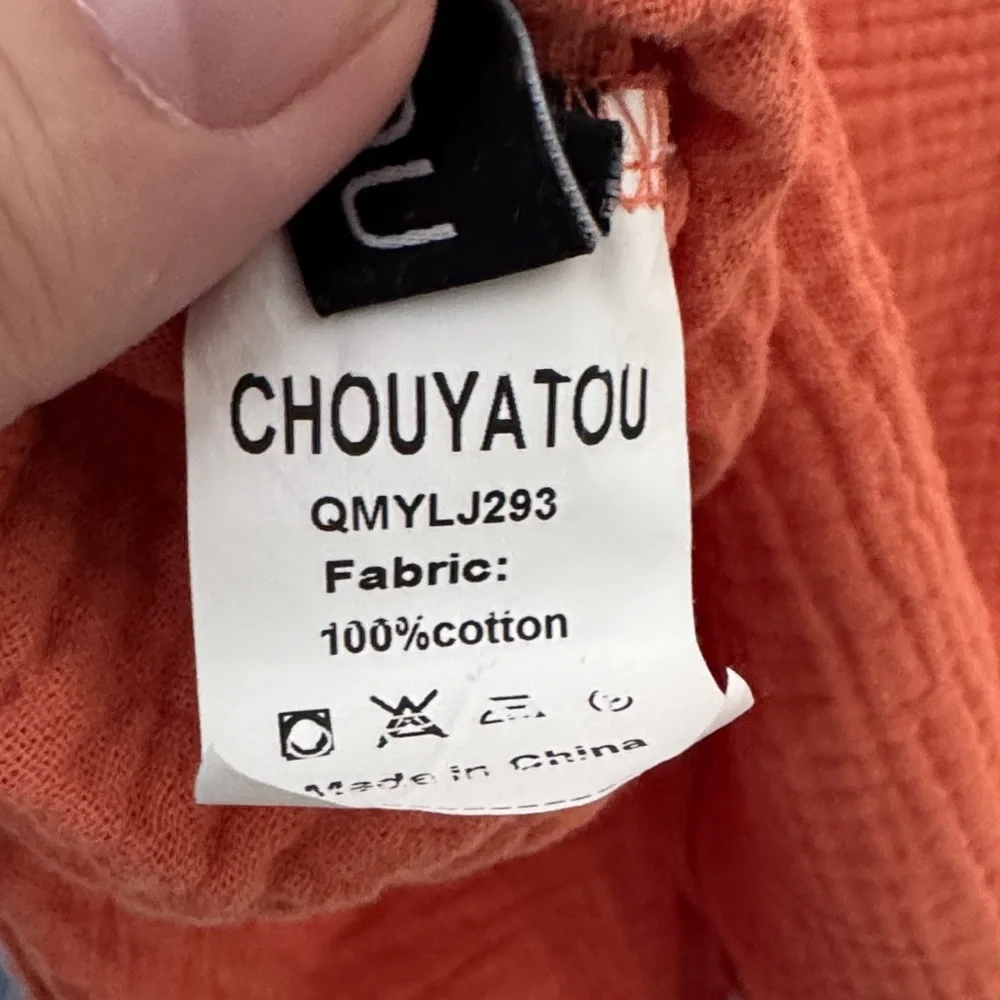 CHOUYATOU
QMYLJ293
Fabric:
100%cotton
Made in China